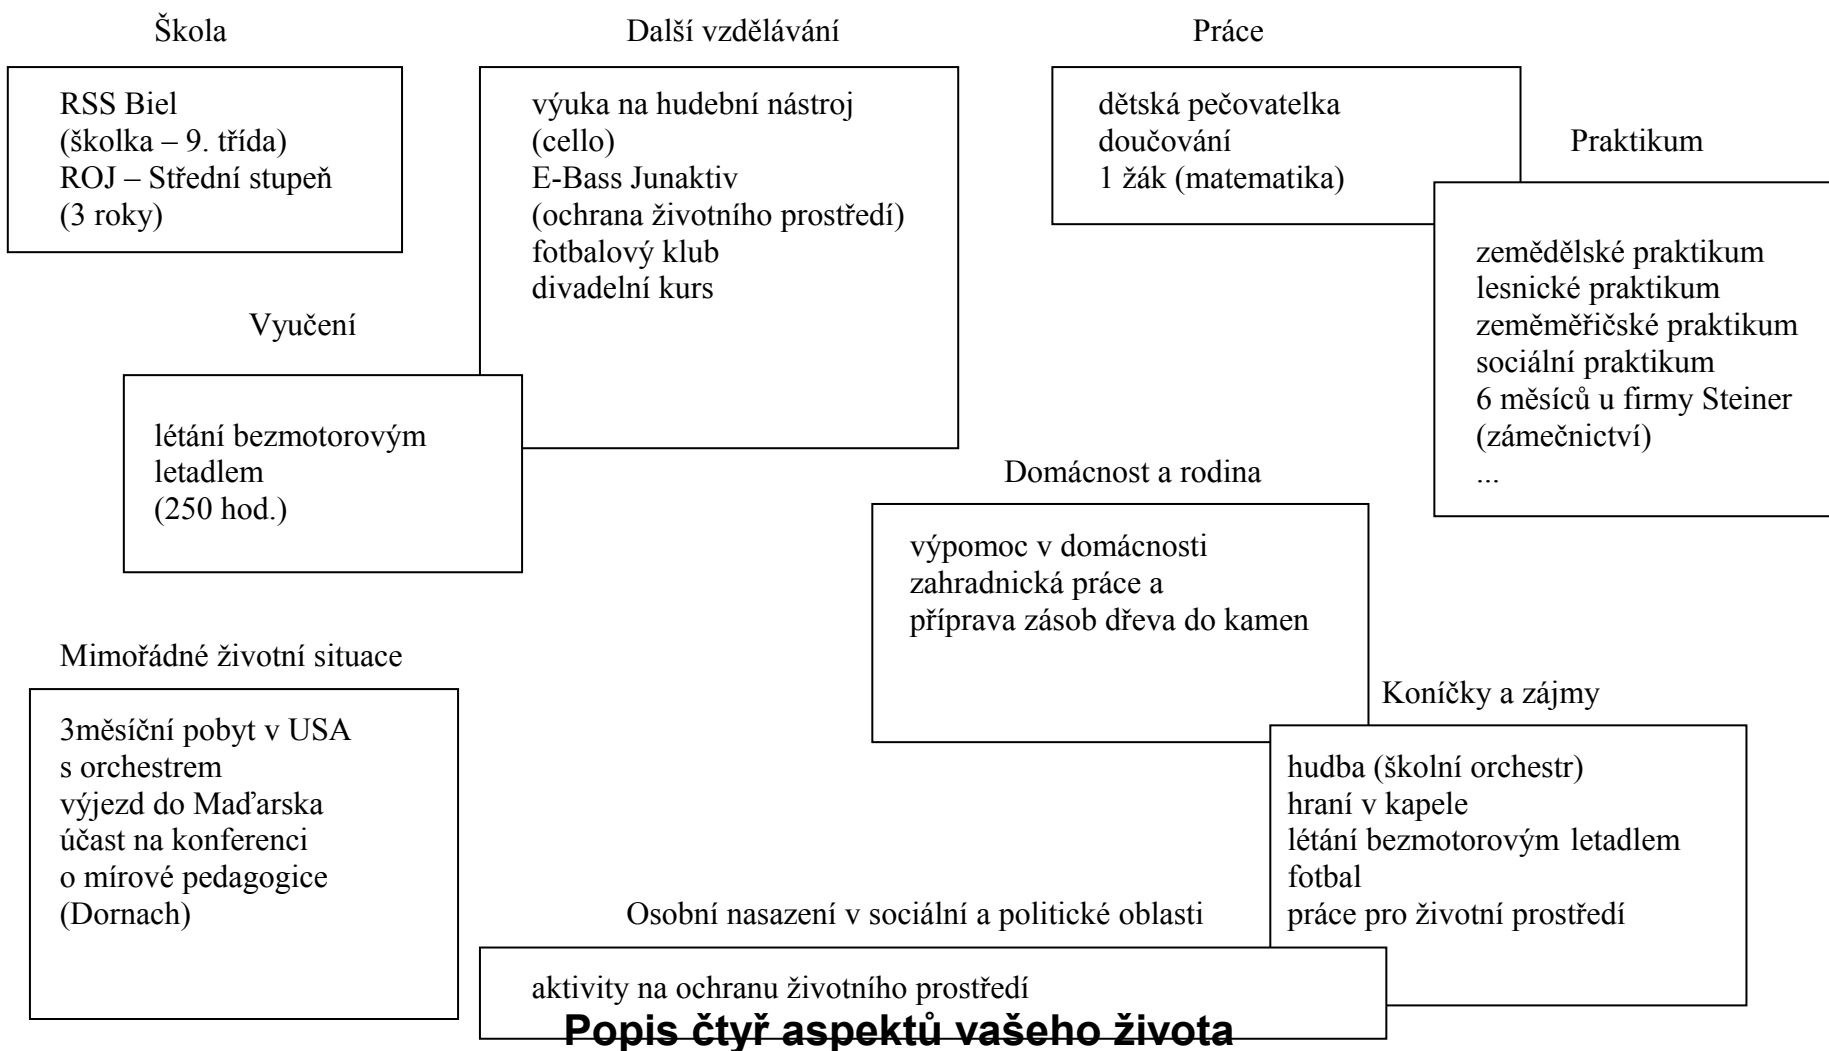 Škola
RSS Biel
(školka – 9. třída)
ROJ – Střední stupeň
(3 roky)
Další vzdělávání
výuka na hudební nástroj
(cello)
E-Bass Junaktiv
(ochrana životního prostředí)
fotbalový klub
divadelní kurs
Práce
dětská pečovatelka
doučování
1 žák (matematika)
Praktikum
zemědělské praktikum
lesnické praktikum
zeměměřičské praktikum
sociální praktikum
6 měsíců u firmy Steiner
(zámečnictví)
...
Vyučení
létání bezmotorovým
letadlem
(250 hod.)
Domácnost a rodina
výpomoc v domácnosti
zahradnická práce a
příprava zásob dřeva do kamen
Mimořádné životní situace
3měsíční pobyt v USA
s orchestrem
výjezd do Maďarska
účast na konferenci
o mírové pedagogice
(Dornach)
Koníčky a zájmy
hudba (školní orchestr)
hraní v kapele
létání bezmotorovým letadlem
fotbal
práce pro životní prostředí
Osobní nasazení v sociální a politické oblasti
aktivity na ochranu životního prostředí
Popis čtyř aspektů vašeho života